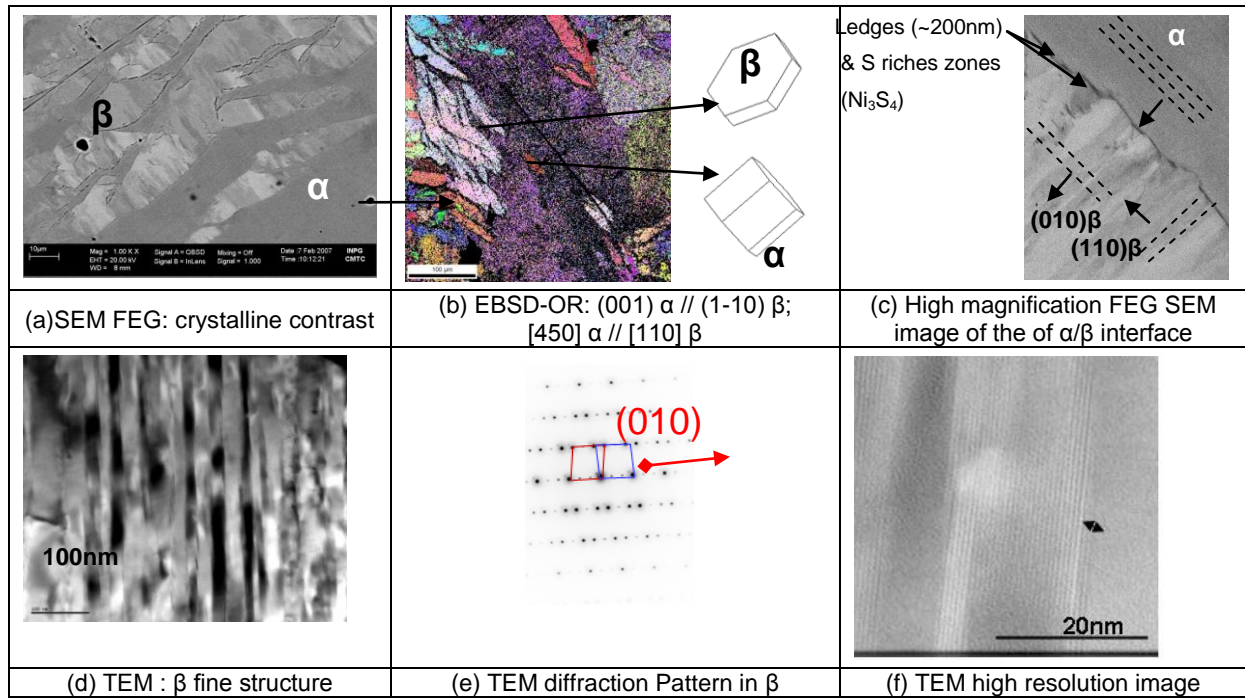 β
α
10µm
Mag = 1.00 K X
EHT = 20.00 kV
WD = 8 mm
Signal A = QBSD
Signal B = InLens
Mixing = Off
Signal = 1.000
Date :7 Feb 2007
Time :10:12:21
INPG
CMTC
100 µm
β
α
Ledges (~200nm)
& S riches zones
(Ni₃S₄)
α
(010)β
(110)β
(a)SEM FEG: crystalline contrast
(b) EBSD-OR: (001) α // (1-10) β;
[450] α // [110] β
(c) High magnification FEG SEM
image of the of α/β interface
100nm
(010)
20nm
(d) TEM : β fine structure
(e) TEM diffraction Pattern in β
(f) TEM high resolution image